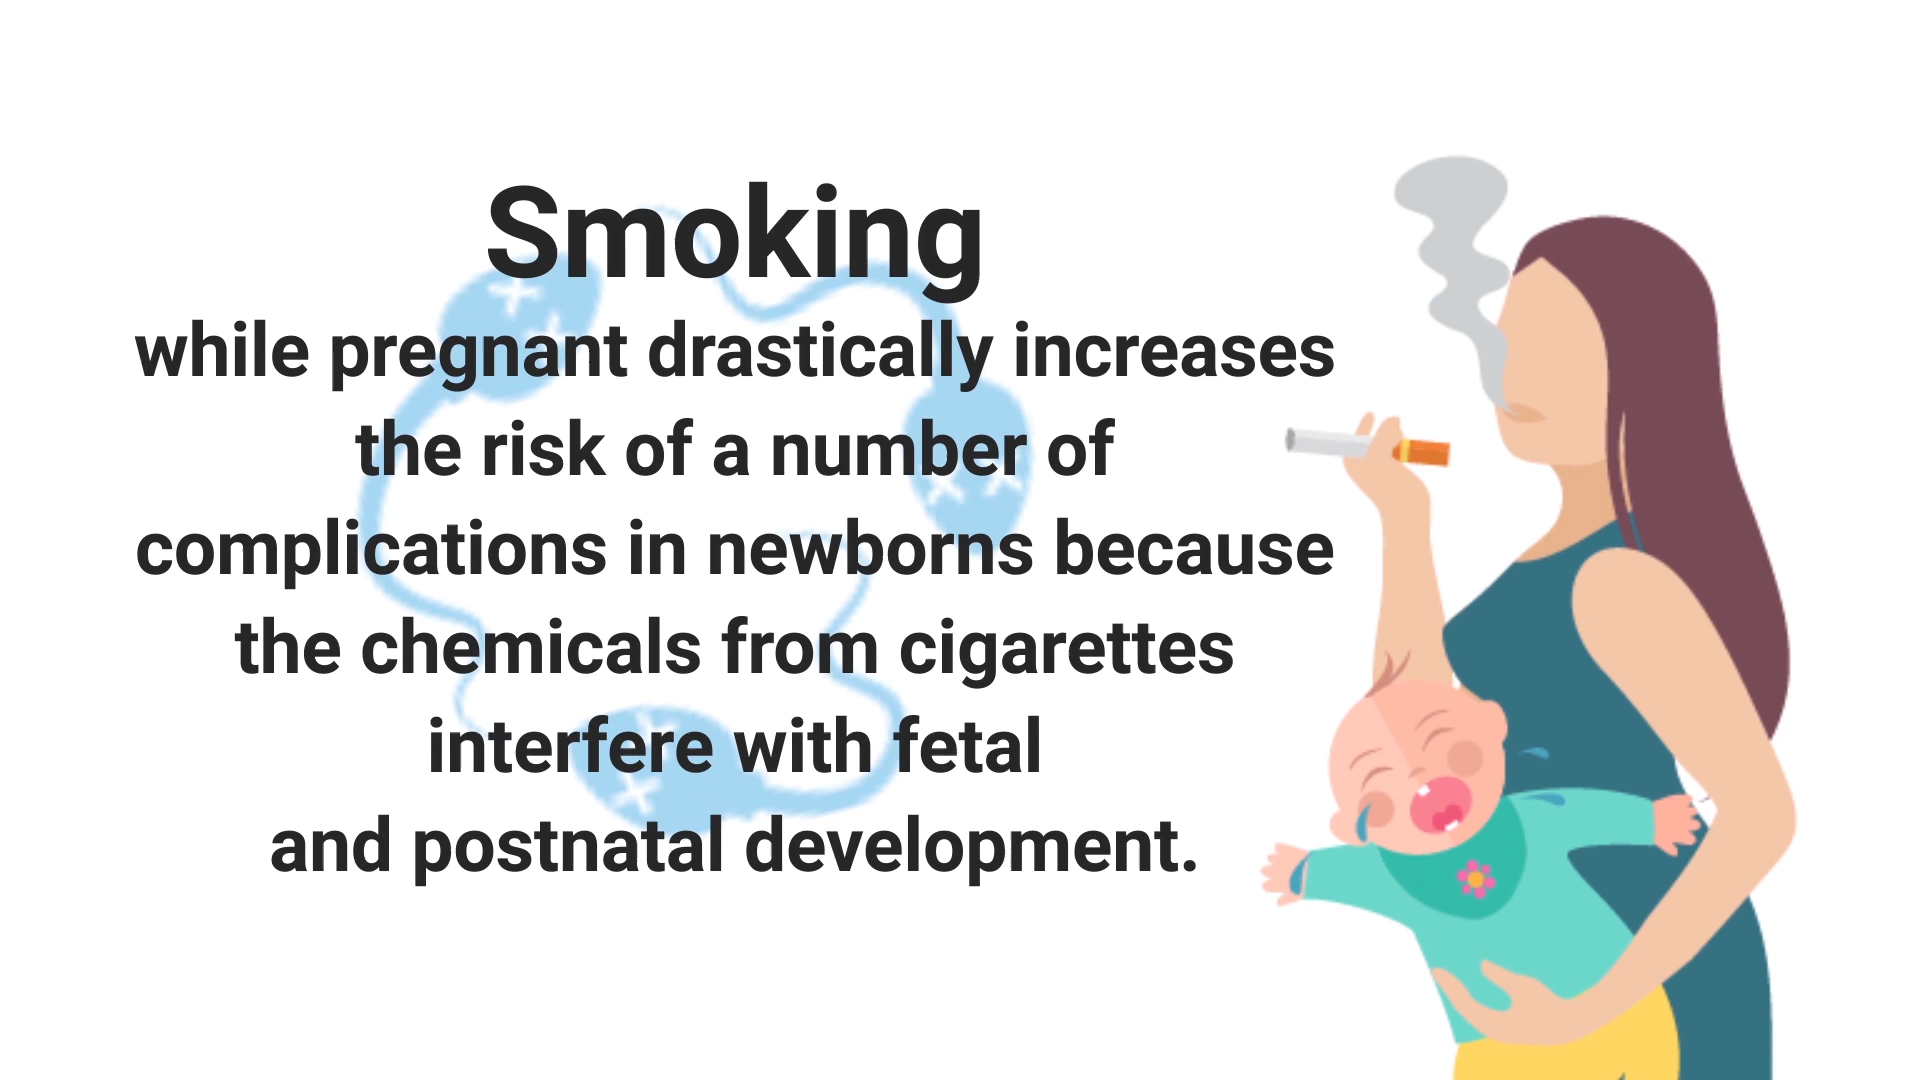 Smoking
while pregnant drastically increases
the risk of a number of
complications in newborns because
the chemicals from cigarettes
interfere with fetal
and postnatal development.